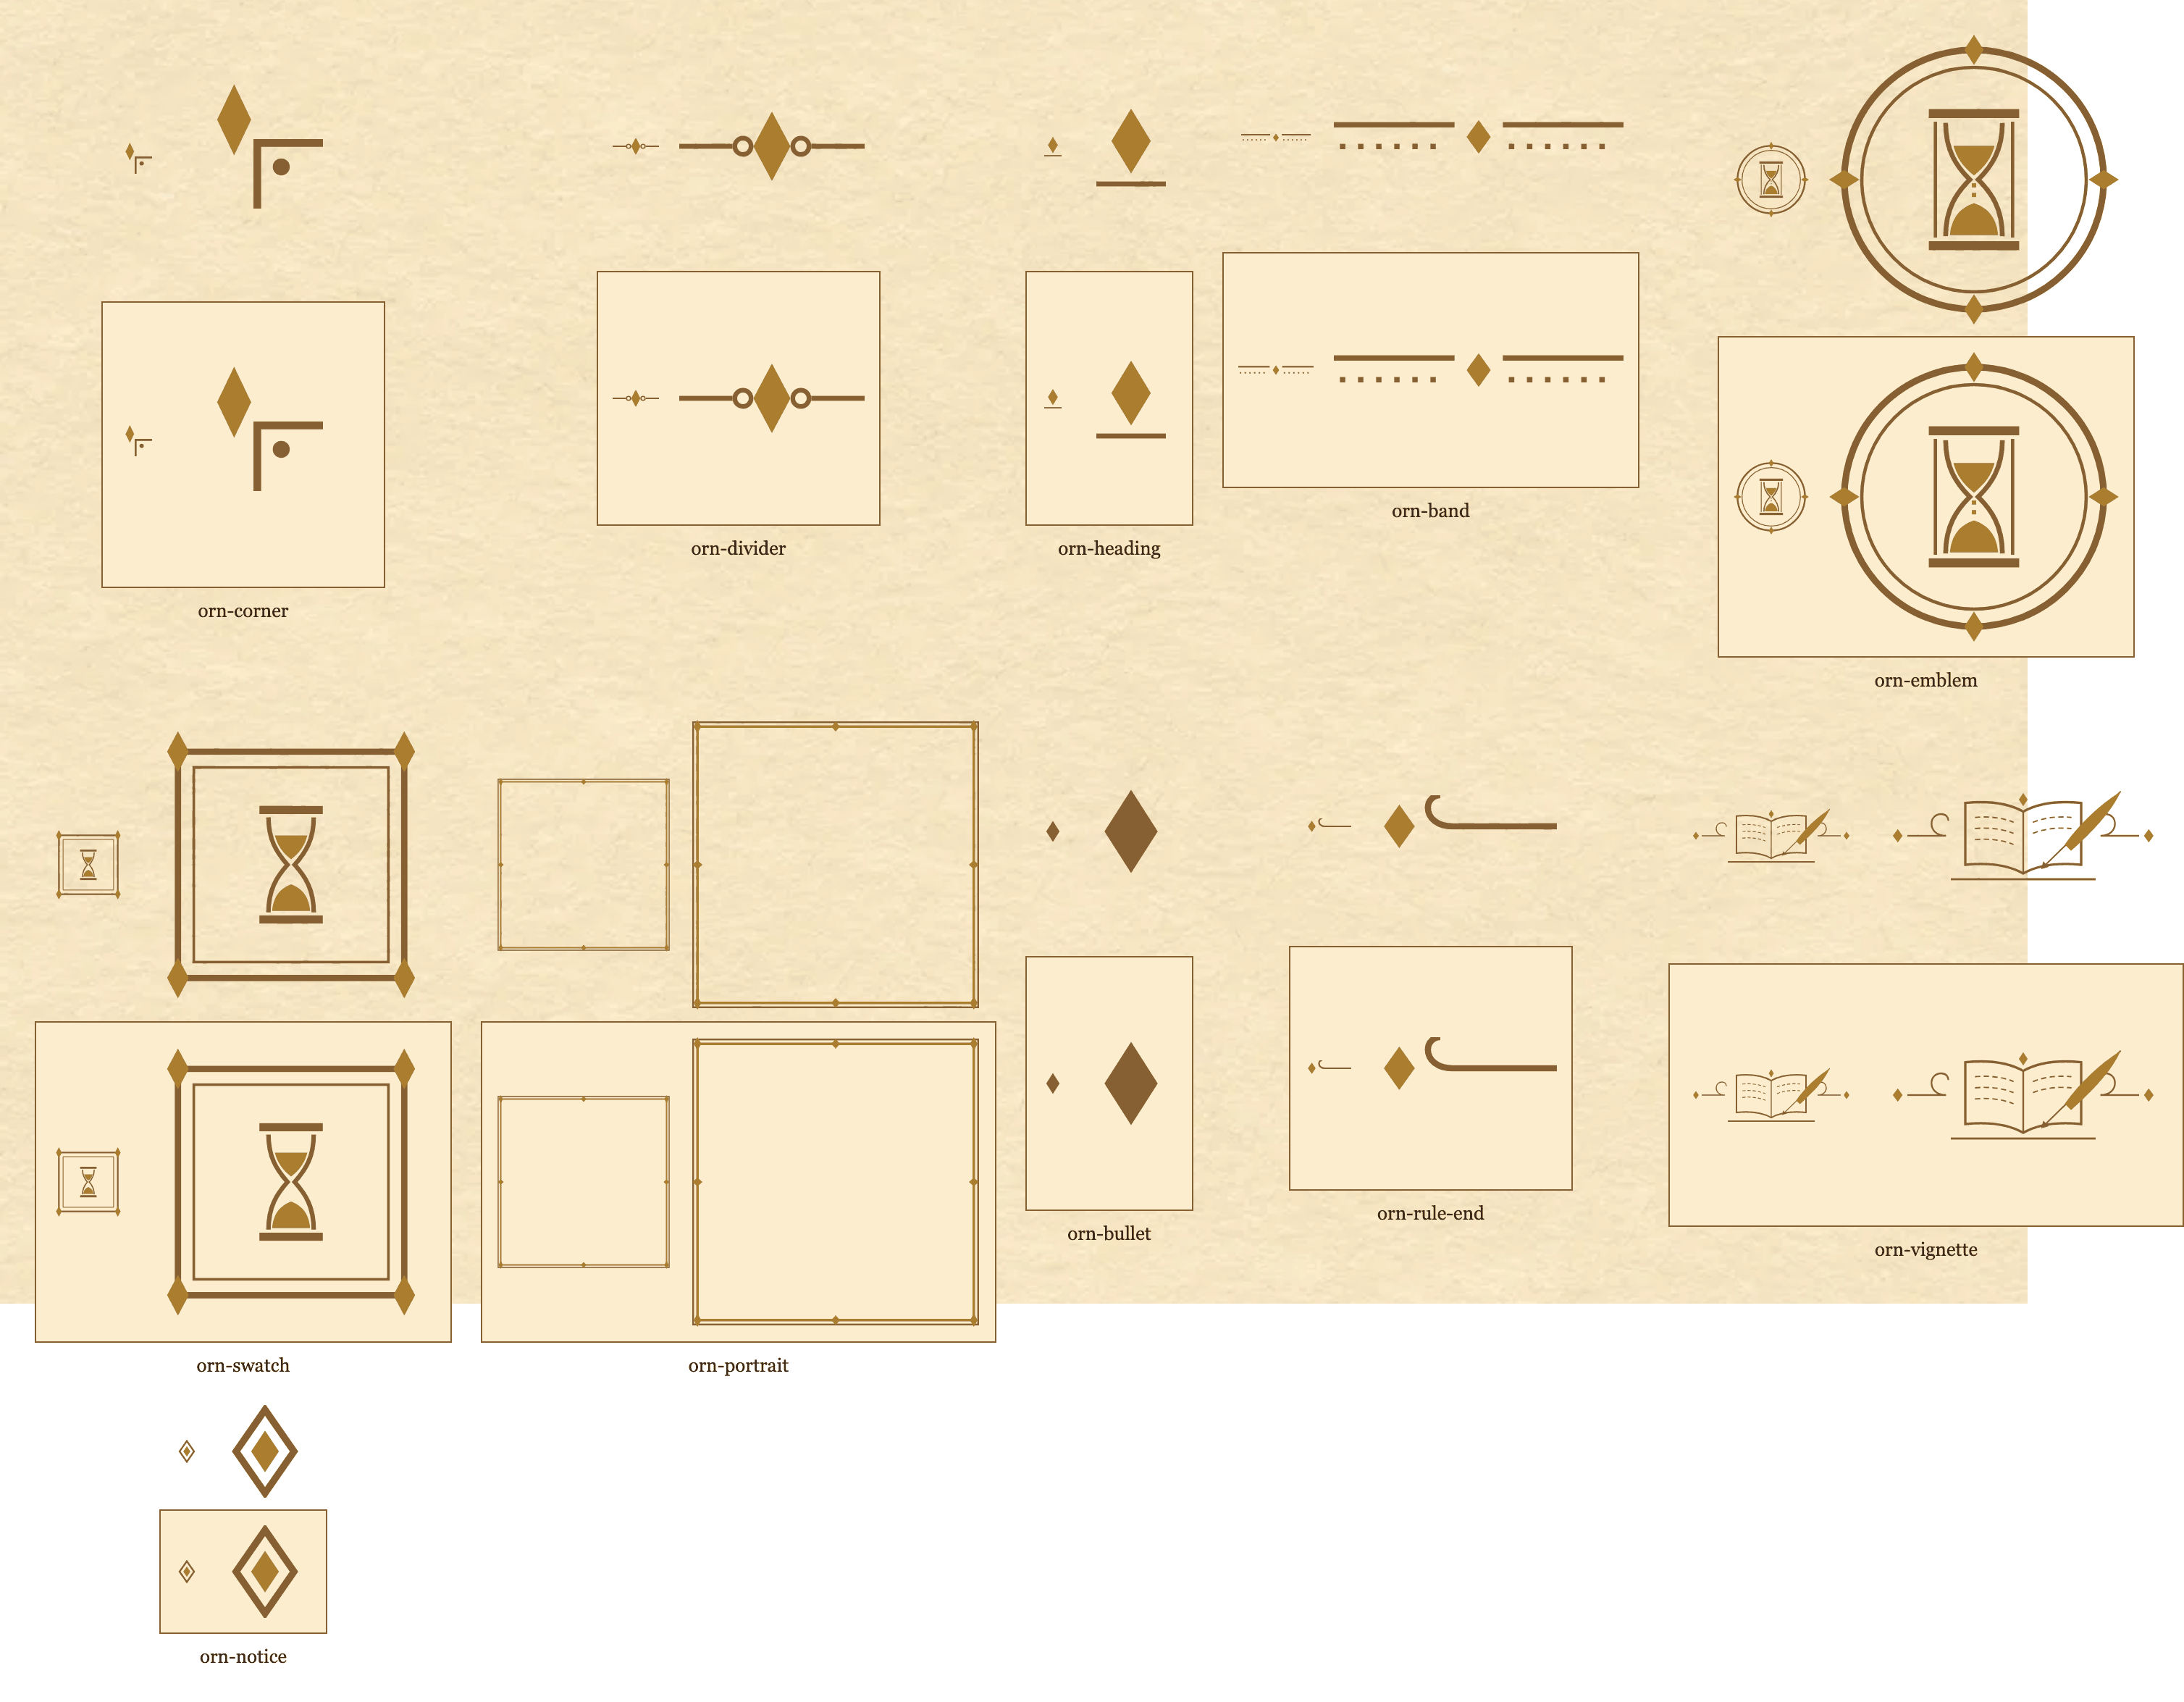 orn-corner
orn-divider
orn-heading
orn-band
orn-emblem
orn-swatch
orn-portrait
orn-bullet
orn-rule-end
orn-vignette
orn-notice